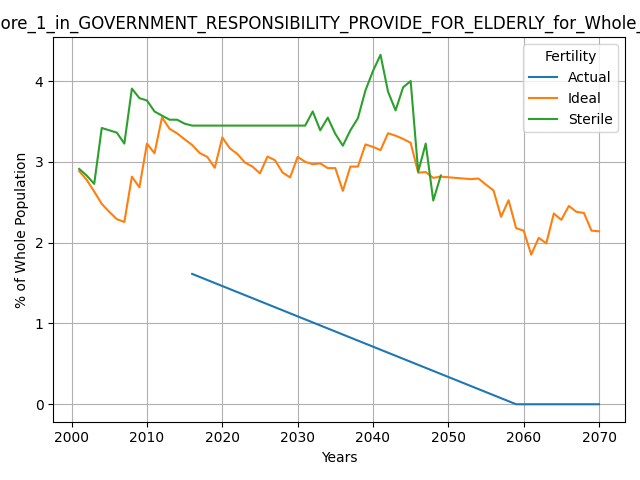 ore_1_in_GOVERNMENT_RESPONSIBILITY_PROVIDE_FOR_ELDERLY_for_Whole_
Fertility
Actual
Ideal
Sterile
% of Whole Population
4
3
2
1
0
2000 2010 2020 2030 2040 2050 2060 2070
Years